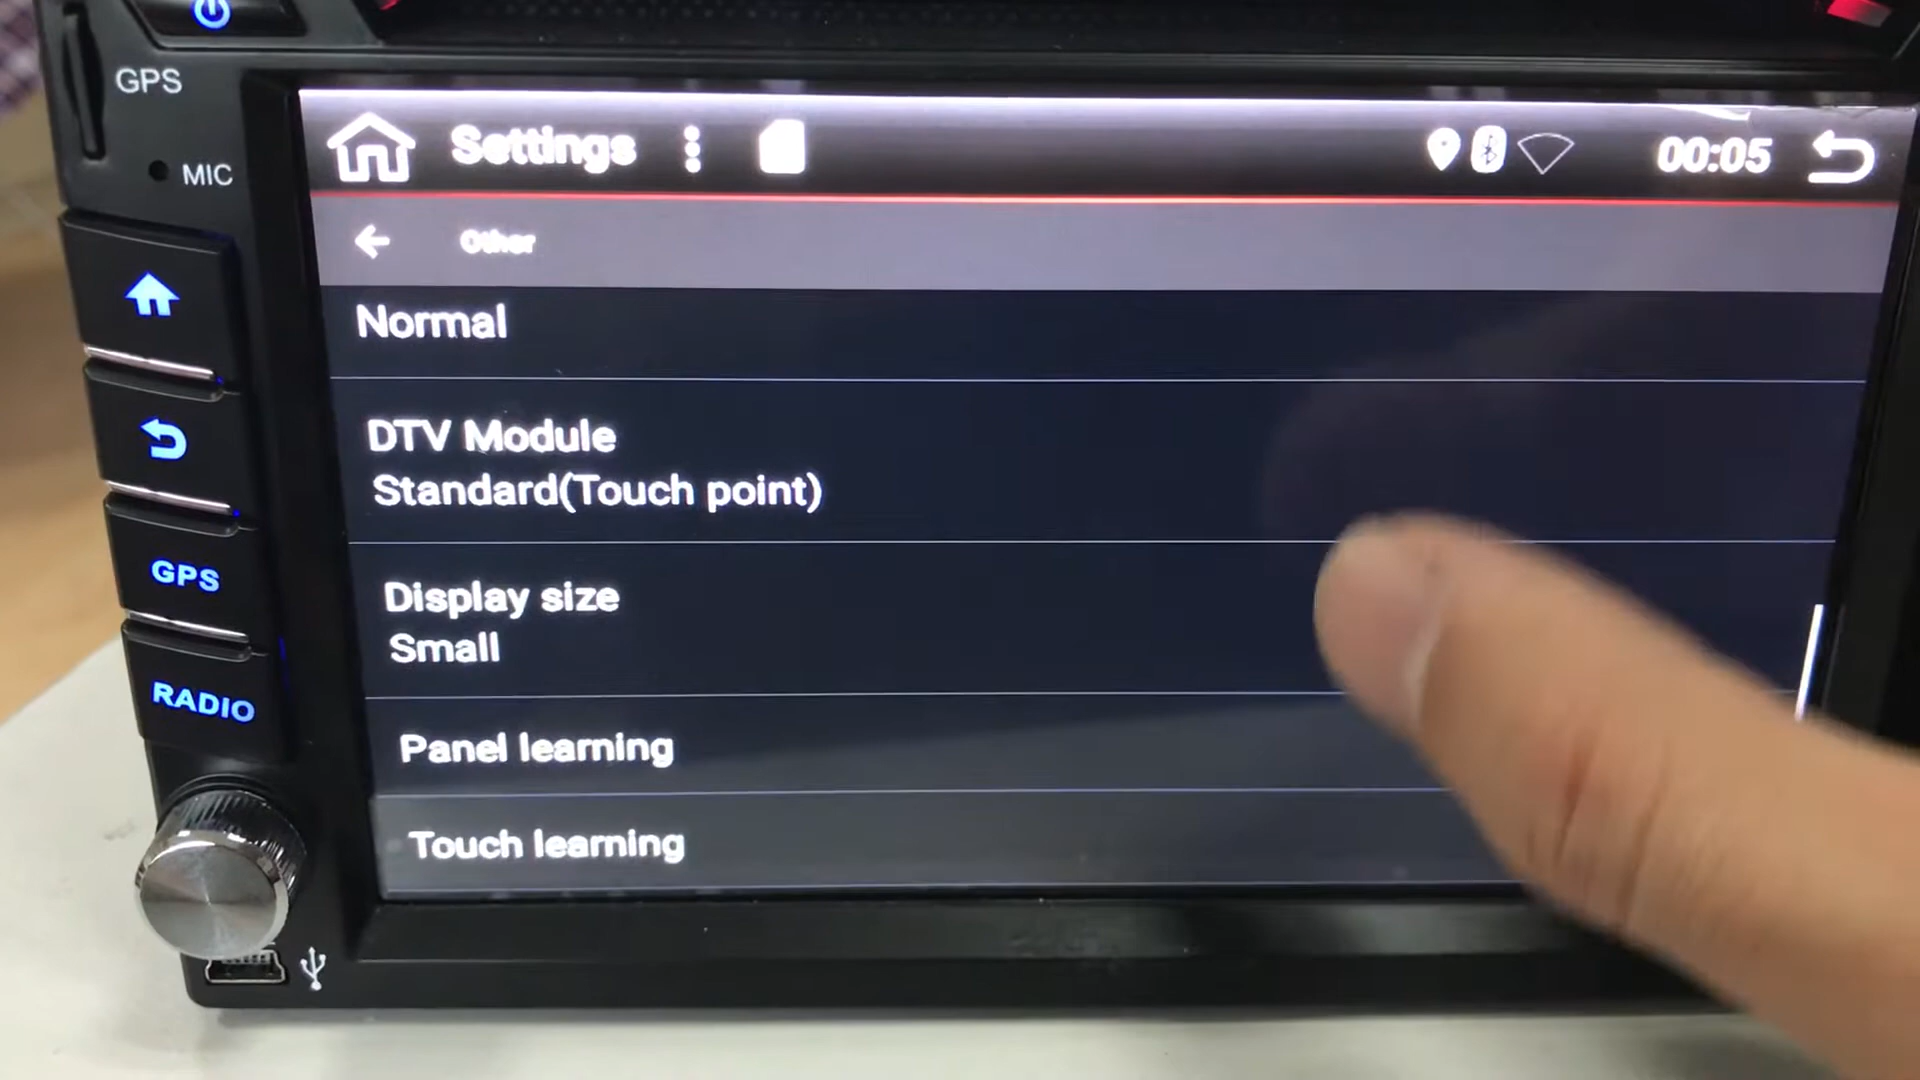 GPS
MIC
Settings
00:05
Other
Normal
DTV Module
Standard(Touch point)
Display size
Small
Panel learning
Touch learning
GPS
RADIO